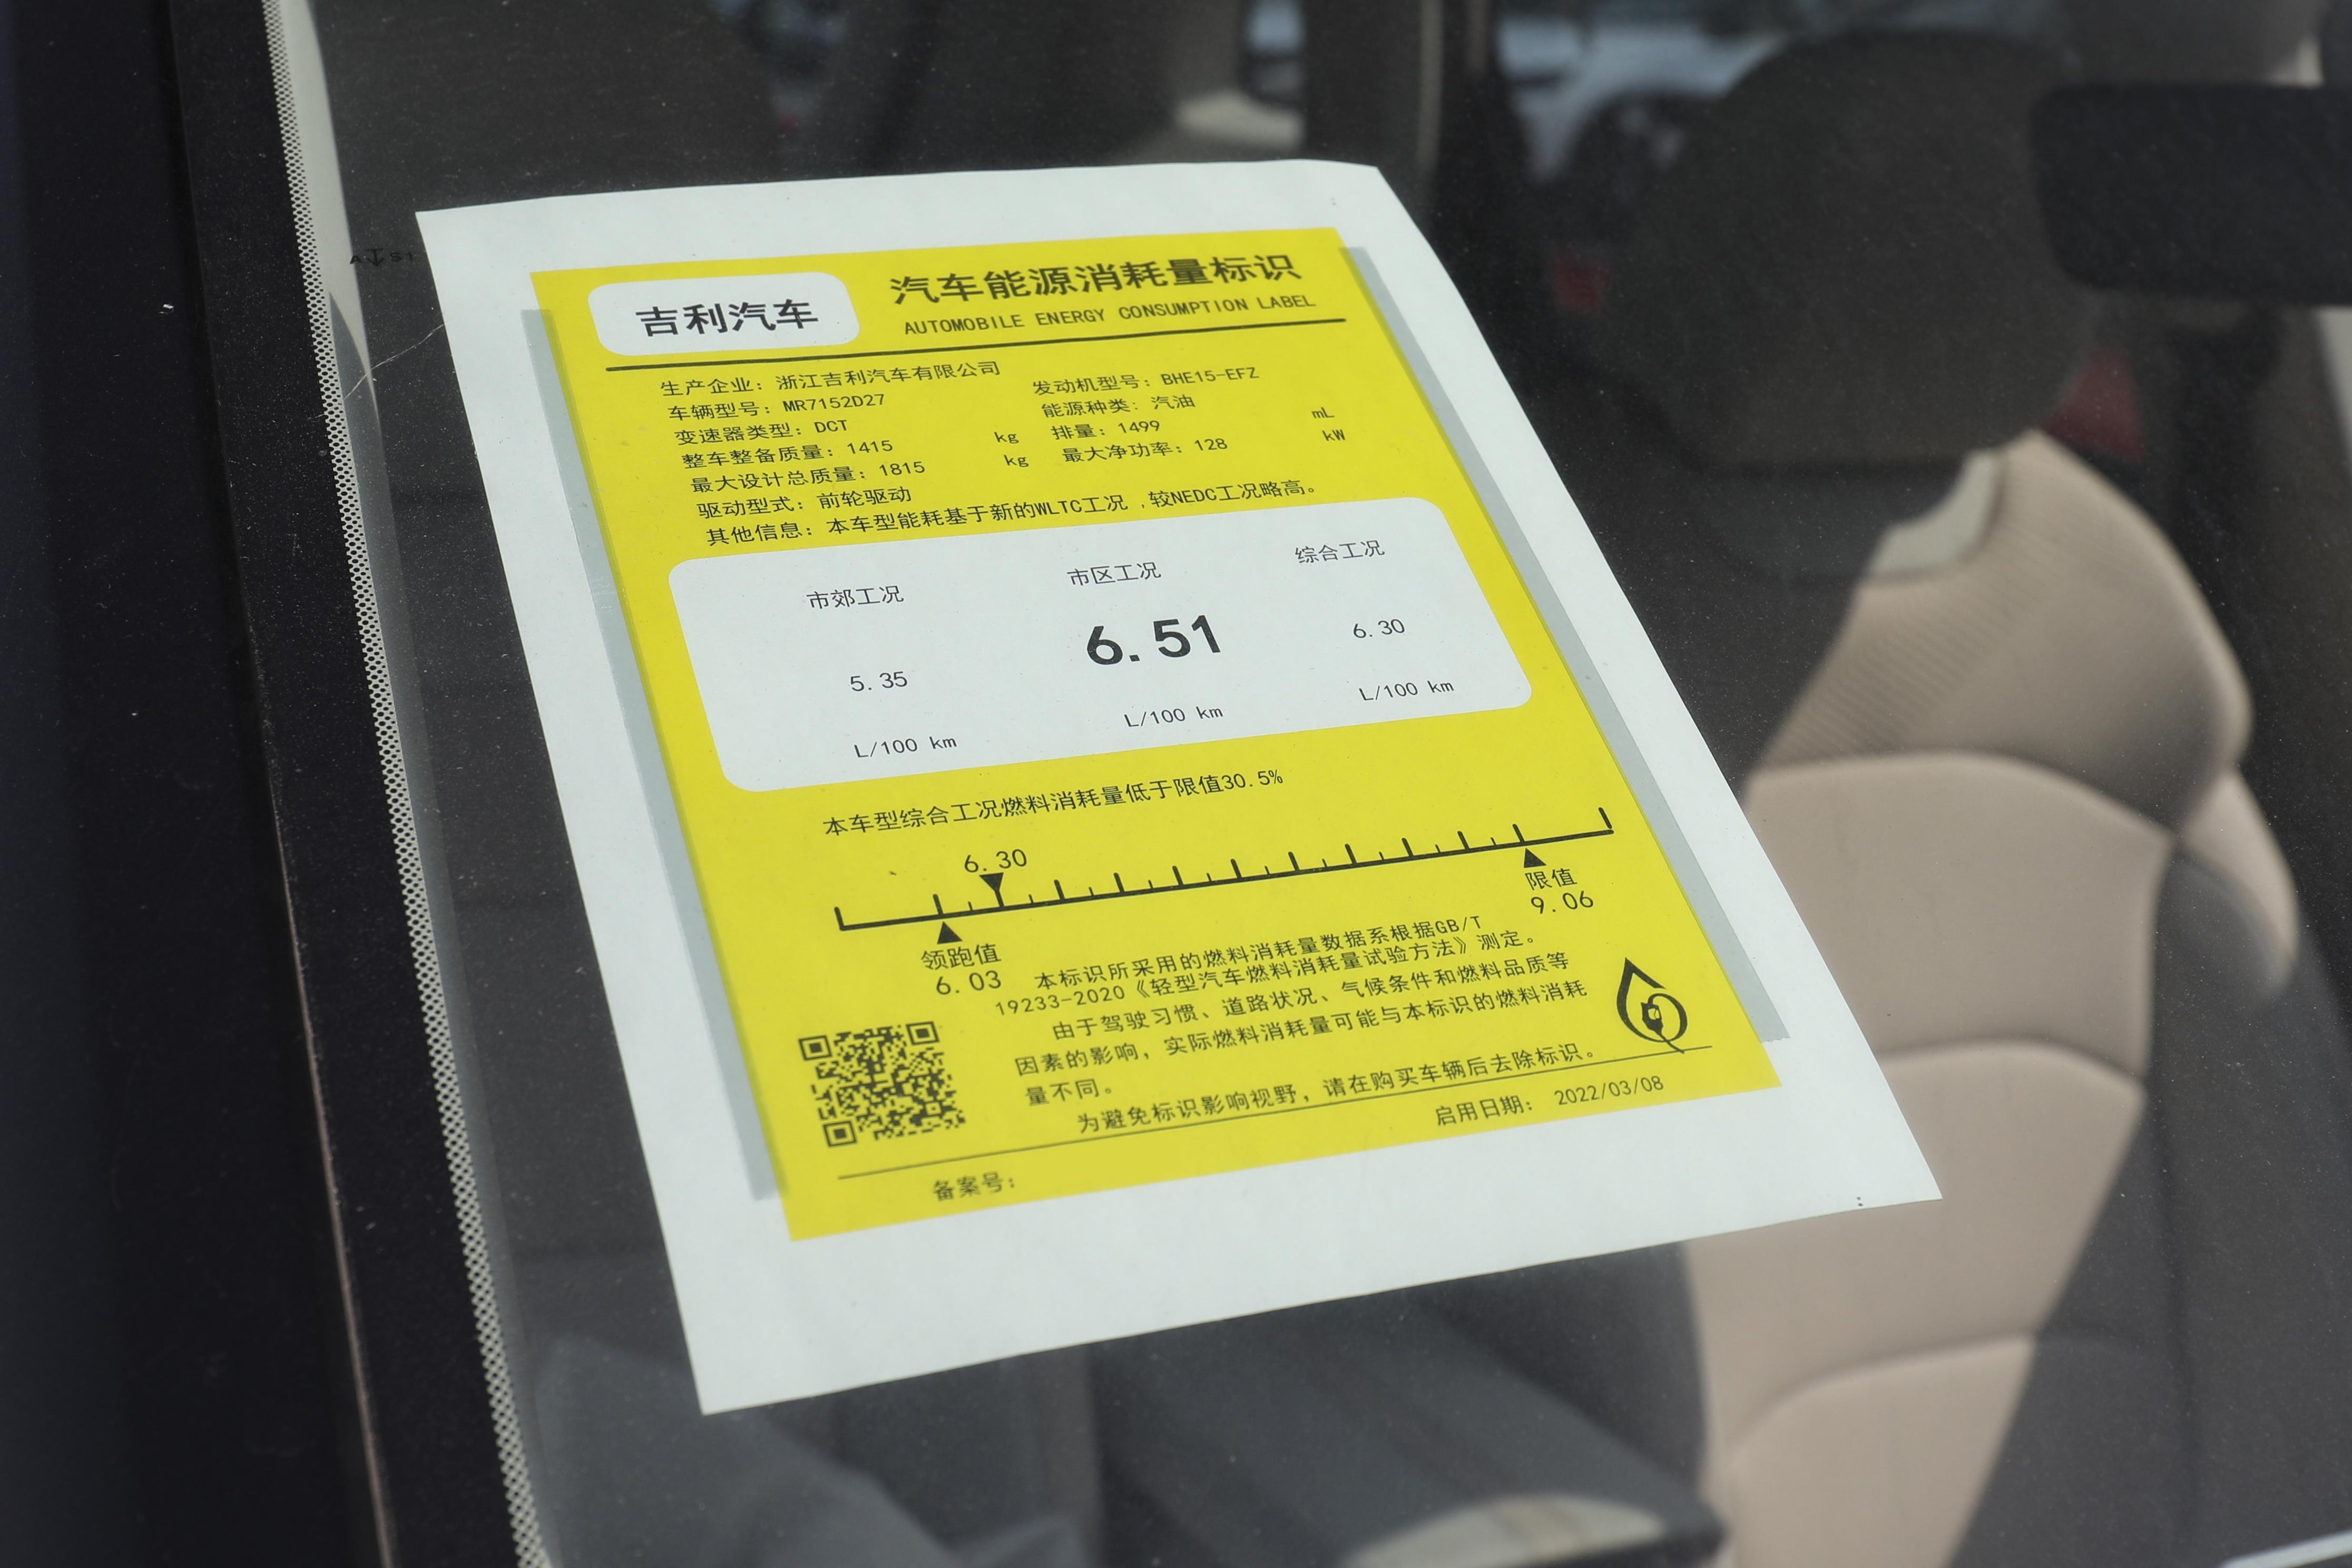 吉利汽车
汽车能源消耗量标识
AUTOMOBILE ENERGY CONSUMPTION LABEL
生产企业：浙江吉利汽车有限公司
车辆型号：MR7152D27
变速器类型：DCT
整车整备质量：1415 kg
最大设计总质量：1815 kg
驱动型式：前轮驱动
发动机型号：BHE15-EFZ
能源种类：汽油
排量：1499 mL
最大净功率：128 kW
其他信息：本车型能耗基于新的WLTC工况，较NEDC工况略高。
市郊工况
5.35
L/100 km
市区工况
6.51
L/100 km
综合工况
6.30
L/100 km
本车型综合工况燃料消耗量低于限值30.5%
6.30
领跑值
6.03
限值
9.06
本标识所采用的燃料消耗量数据系根据GB/T
19233-2020《轻型汽车燃料消耗量试验方法》测定。
由于驾驶习惯、道路状况、气候条件和燃料品质等
因素的影响，实际燃料消耗量可能与本标识的燃料消耗
量不同。
为避免标识影响视野，请在购买车辆后去除标识。
备案号：
启用日期： 2022/03/08